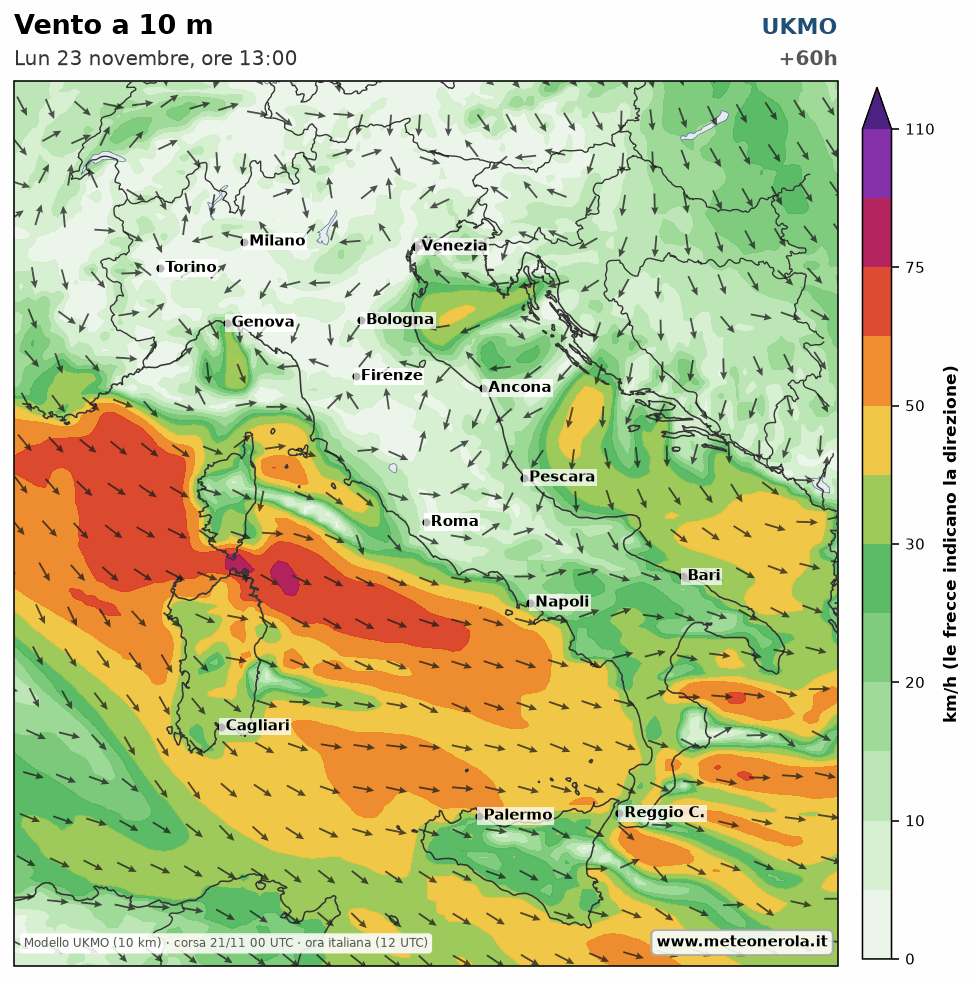 Vento a 10 m
UKMO
Lun 23 novembre, ore 13:00
+60h
110
Milano
Venezia
Torino
75
Genova
Bologna
Firenze
Ancona
50
Pescara
Roma
30
Bari
Napoli
20
Cagliari
Palermo
Reggio C.
10
Modello UKMO (10 km) · corsa 21/11 00 UTC · ora italiana (12 UTC)
www.meteonerola.it
0
km/h (le frecce indicano la direzione)